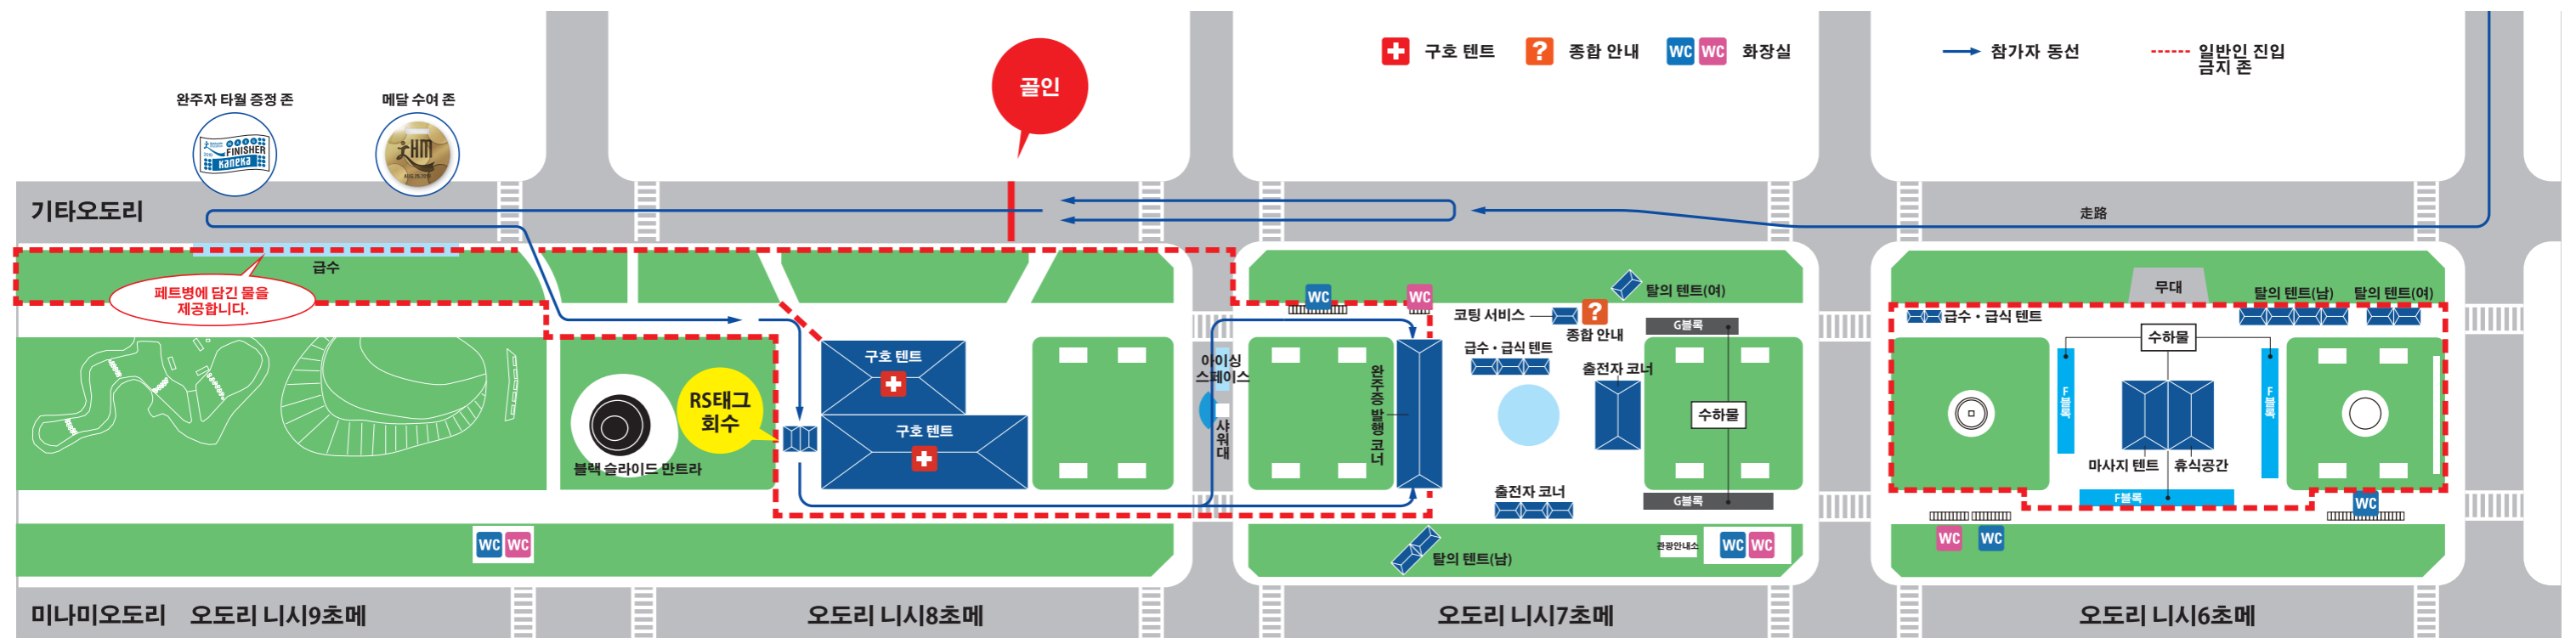 구호 텐트
?
종합 안내
WC WC
화장실
참가자 동선
일반인 진입
금지 존
골인
완주자 타월 증정 존
메달 수여 존
FINISHER
kaneka
HM
기타오도리
走路
급수
페트병에 담긴 물을
제공합니다.
WC
WC
탈의 텐트(여)
코팅 서비스
?
종합 안내
G블록
무대
탈의 텐트(남)
탈의 텐트(여)
급수・급식 텐트
수하물
구호 텐트
아이싱
스페이스
급수・급식 텐트
출전자 코너
완주증 발행 코너
RS태그
회수
구호 텐트
샤워대
수하물
F블록
F블록
블랙 슬라이드 만트라
마사지 텐트
휴식공간
출전자 코너
G블록
F블록
WC
WC WC
탈의 텐트(남)
관광안내소
WC WC
WC
WC
미나미오도리
오도리 니시9초메
오도리 니시8초메
오도리 니시7초메
오도리 니시6초메